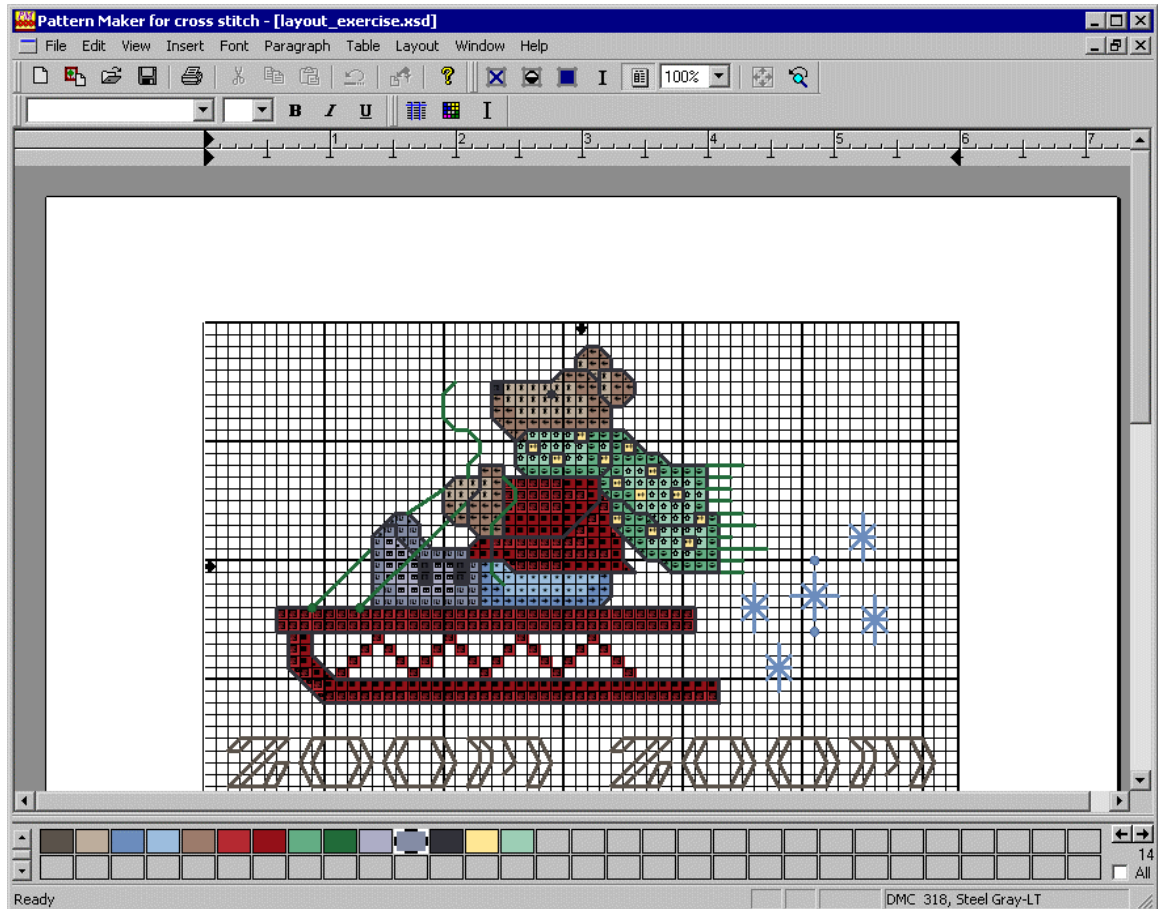 Pattern Maker for cross stitch - [layout_exercise.xsd]
File Edit View Insert Font Paragraph Table Layout Window Help
100%
B I U
1 2 3 4 5 6 7
14
All
Ready
DMC 318, Steel Gray-LT